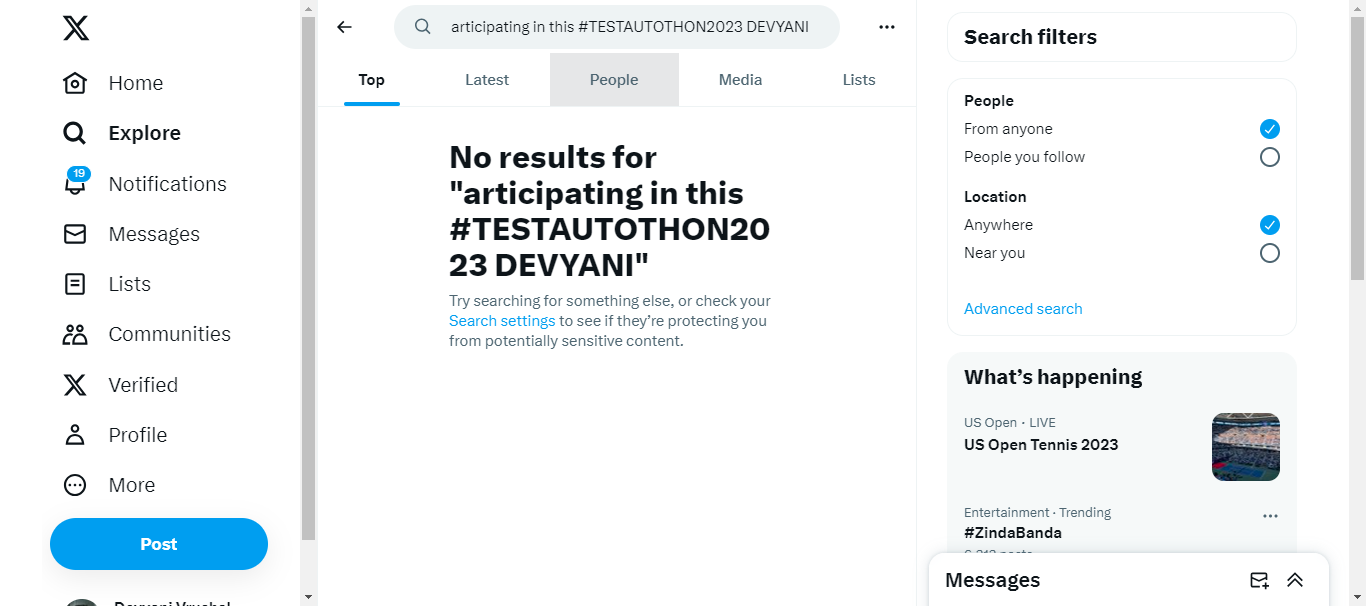 Home
Explore
19
Notifications
Messages
Lists
Communities
Verified
Profile
More
Post
articipating in this #TESTAUTOTHON2023 DEVYANI
Top
Latest
People
Media
Lists
No results for
"articipating in this
#TESTAUTOTHON20
23 DEVYANI"
Try searching for something else, or check your
Search settings to see if they’re protecting you
from potentially sensitive content.
Search filters
People
From anyone
People you follow
Location
Anywhere
Near you
Advanced search
What’s happening
US Open · LIVE
US Open Tennis 2023
Entertainment · Trending
#ZindaBanda
Messages